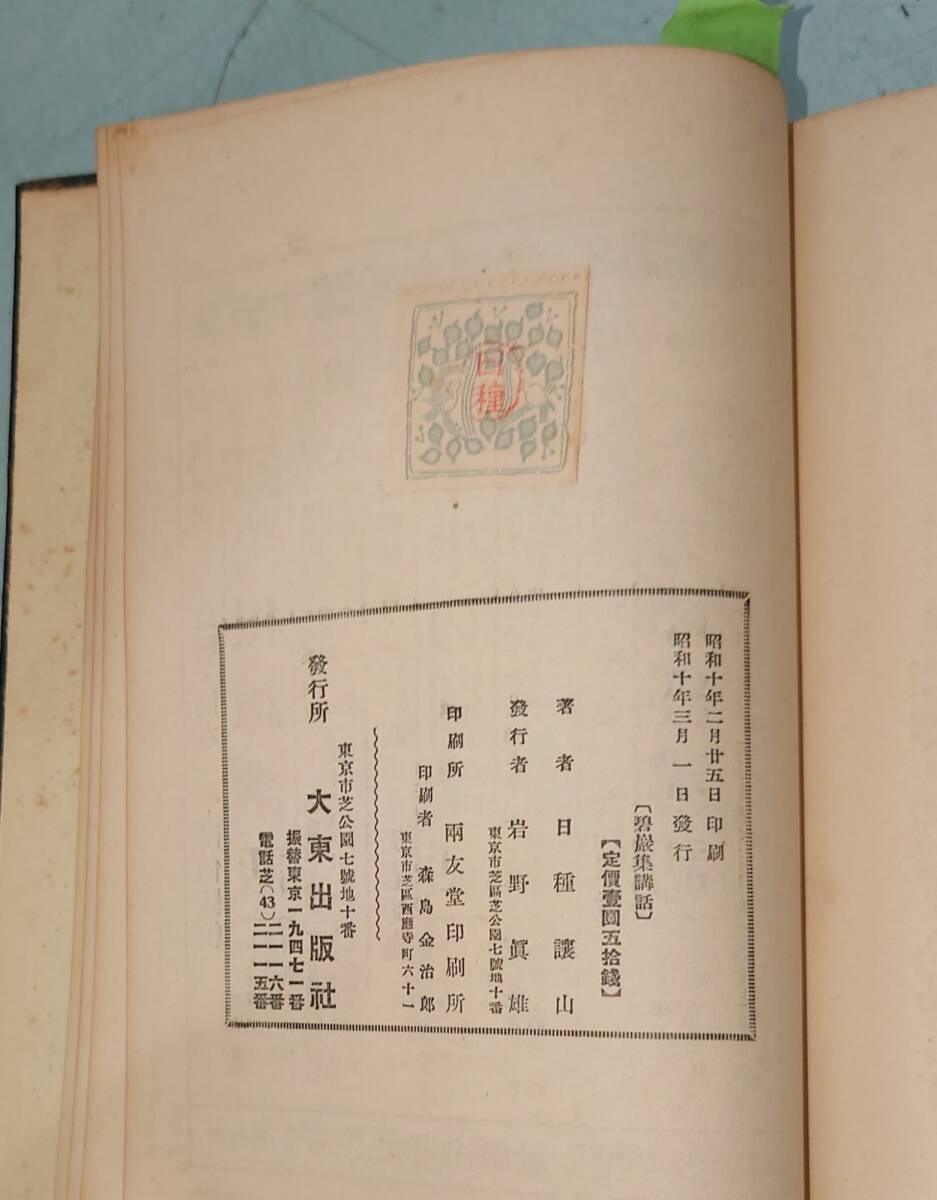 日種
昭和十年二月廿五日印刷
昭和十年三月一日發行
〔碧巖集講話〕
【定價壹圓五拾錢】
著者 日種讓山
發行者 岩野眞雄
東京市芝區芝公園七號地十番
印刷所 兩友堂印刷所
印刷者 森島金治郎
東京市芝區西應寺町六十一
東京市芝公園七號地十番
發行所 大東出版社
振替東京一九四七一番
電話芝(43)二一一六番
二一一五番